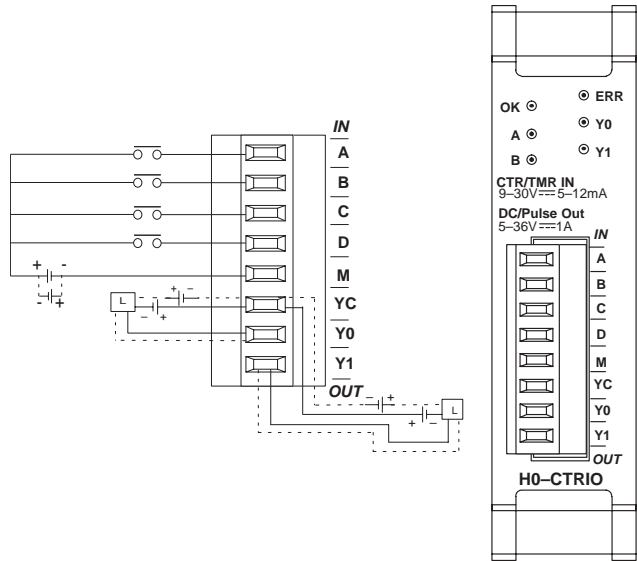 IN
A
B
C
D
M
YC
Y0
Y1
OUT
+ -
- +
L
+ -
- +
- +
+ -
L
OK
ERR
A
Y0
B
Y1
CTR/TMR IN
9–30V⎓5–12mA
DC/Pulse Out
5–36V⎓1A
IN
A
B
C
D
M
YC
Y0
Y1
OUT
H0–CTRIO